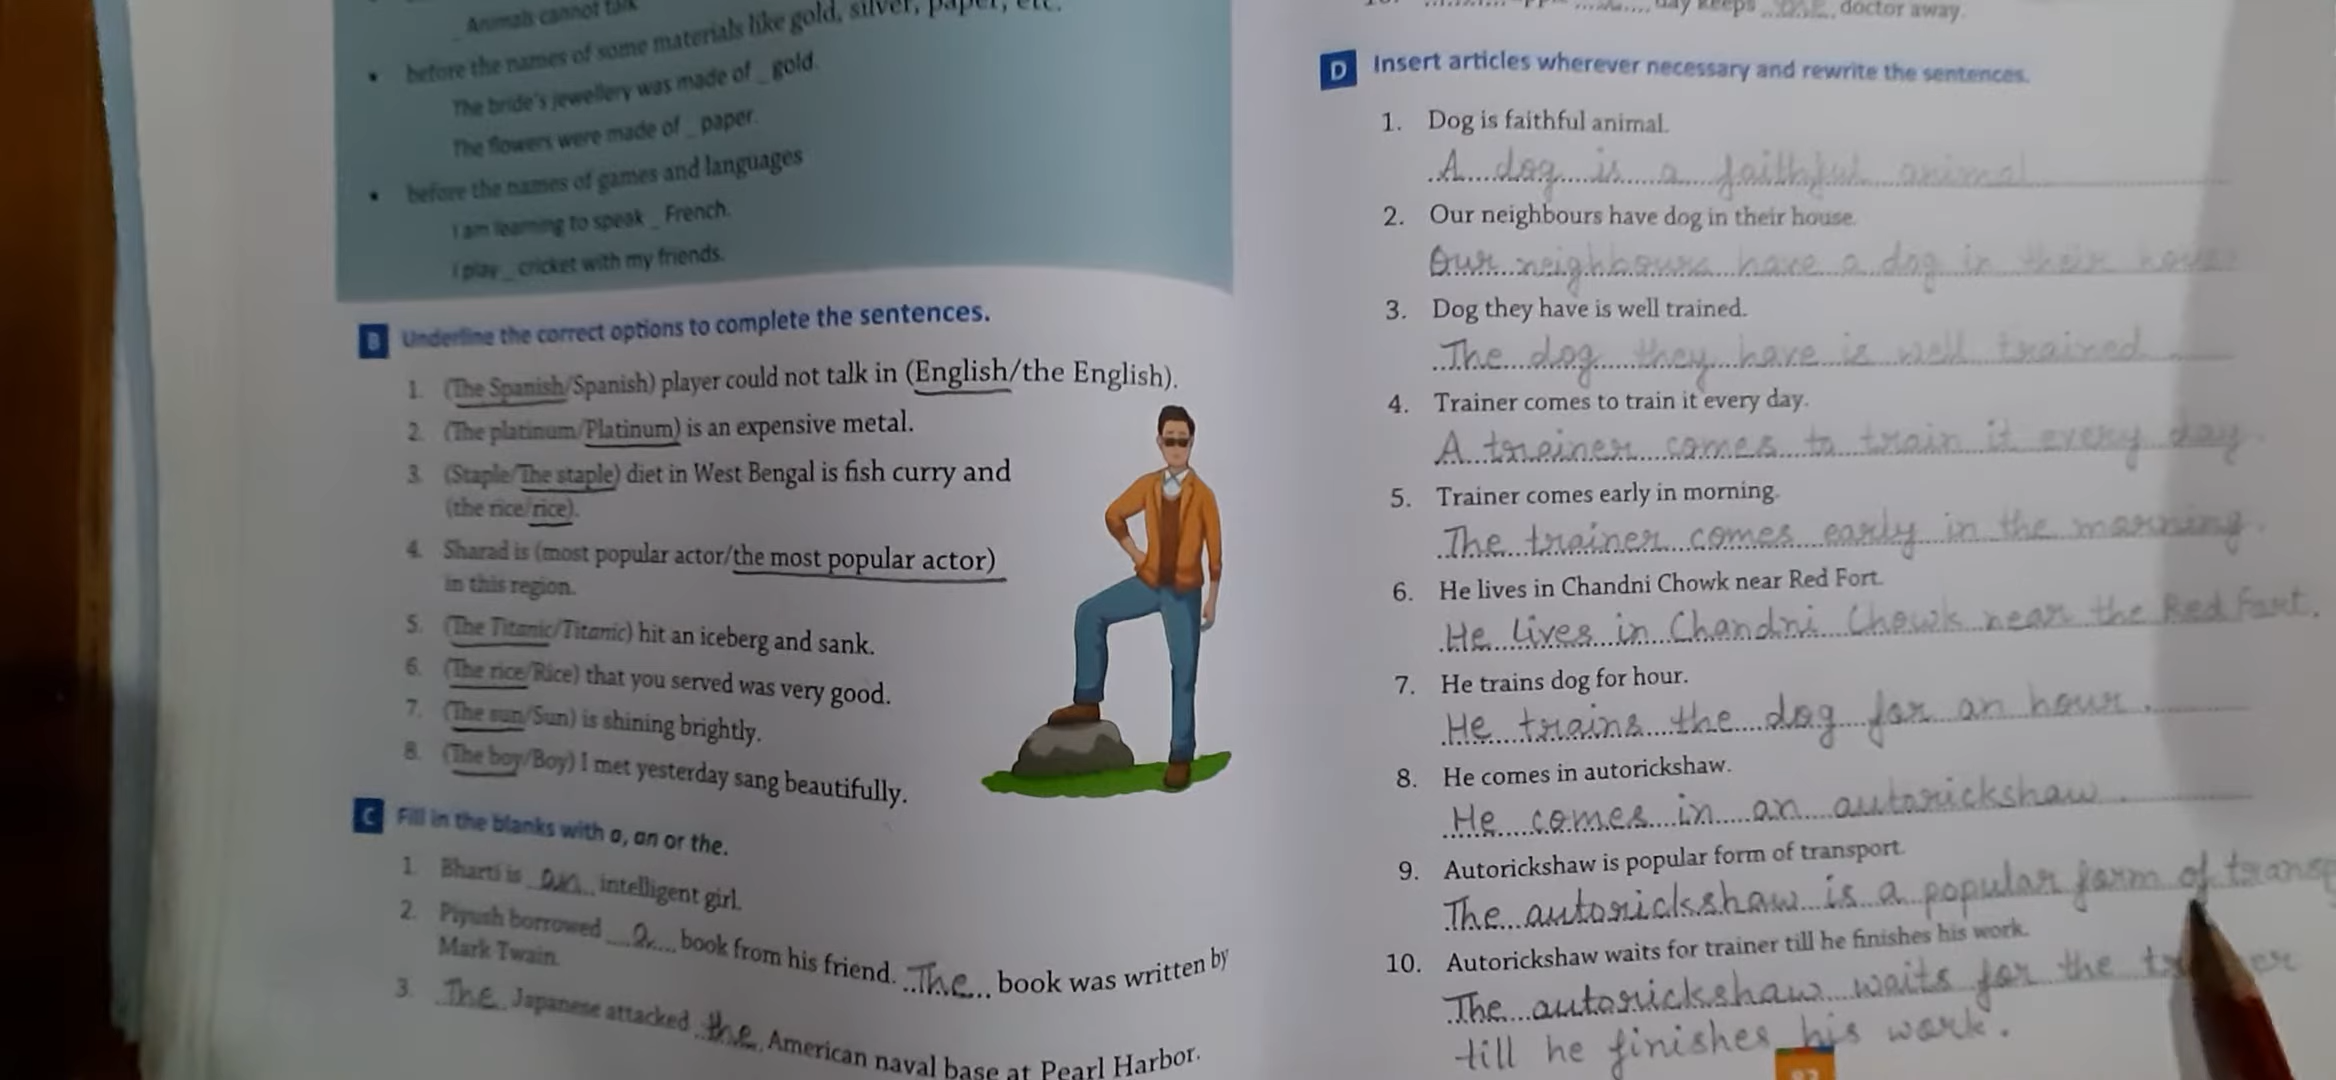 _ Animals cannot talk
• before the names of some materials like gold, silver, paper, etc.
The bride's jewellery was made of _ gold.
The flowers were made of _ paper.
• before the names of games and languages
I am learning to speak _ French.
I play _ cricket with my friends.
B Underline the correct options to complete the sentences.
1. (The Spanish/Spanish) player could not talk in (English/the English).
2. (The platinum/Platinum) is an expensive metal.
3. (Staple/The staple) diet in West Bengal is fish curry and
(the rice/rice).
4. Sharad is (most popular actor/the most popular actor)
in this region.
5. (The Titanic/Titanic) hit an iceberg and sank.
6. (The rice/Rice) that you served was very good.
7. (The sun/Sun) is shining brightly.
8. (The boy/Boy) I met yesterday sang beautifully.
C Fill in the blanks with a, an or the.
1. Bharti is an intelligent girl.
2. Piyush borrowed a book from his friend. The book was written by
Mark Twain.
3. The Japanese attacked the American naval base at Pearl Harbor.
day keeps the doctor away.
D Insert articles wherever necessary and rewrite the sentences.
1. Dog is faithful animal.
A dog is a faithful animal
2. Our neighbours have dog in their house.
Our neighbours have a dog in their house
3. Dog they have is well trained.
The dog they have is well trained
4. Trainer comes to train it every day.
A trainer comes to train it every day.
5. Trainer comes early in morning.
The trainer comes early in the morning.
6. He lives in Chandni Chowk near Red Fort.
He lives in Chandni Chowk near the Red Fort.
7. He trains dog for hour.
He trains the dog for an hour.
8. He comes in autorickshaw.
He comes in an autorickshaw.
9. Autorickshaw is popular form of transport.
The autorickshaw is a popular form of transp
10. Autorickshaw waits for trainer till he finishes his work.
The autorickshaw waits for the
till he finishes his work.